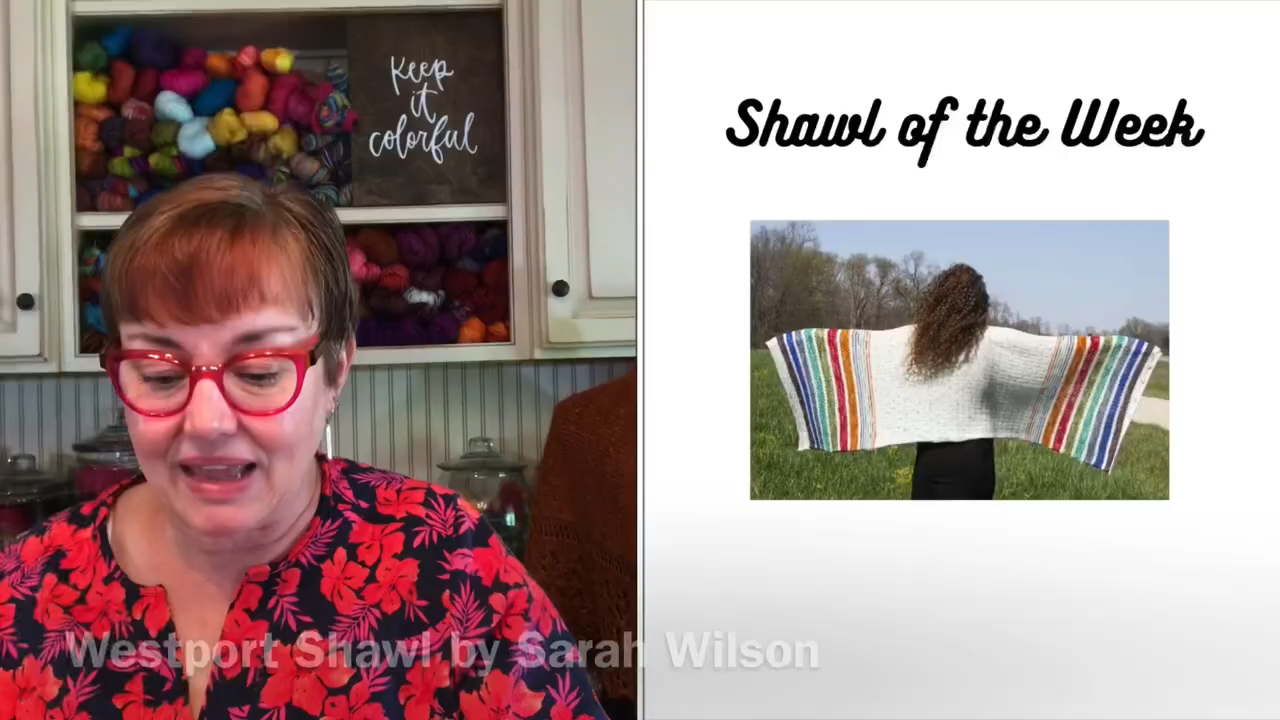 Keep
it
colorful
Shawl of the Week
Westport Shawl by Sarah Wilson